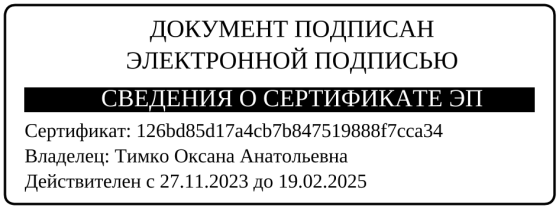 ДОКУМЕНТ ПОДПИСАН
ЭЛЕКТРОННОЙ ПОДПИСЬЮ
СВЕДЕНИЯ О СЕРТИФИКАТЕ ЭП
Сертификат: 126bd85d17a4cb7b847519888f7cca34
Владелец: Тимко Оксана Анатольевна
Действителен с 27.11.2023 до 19.02.2025